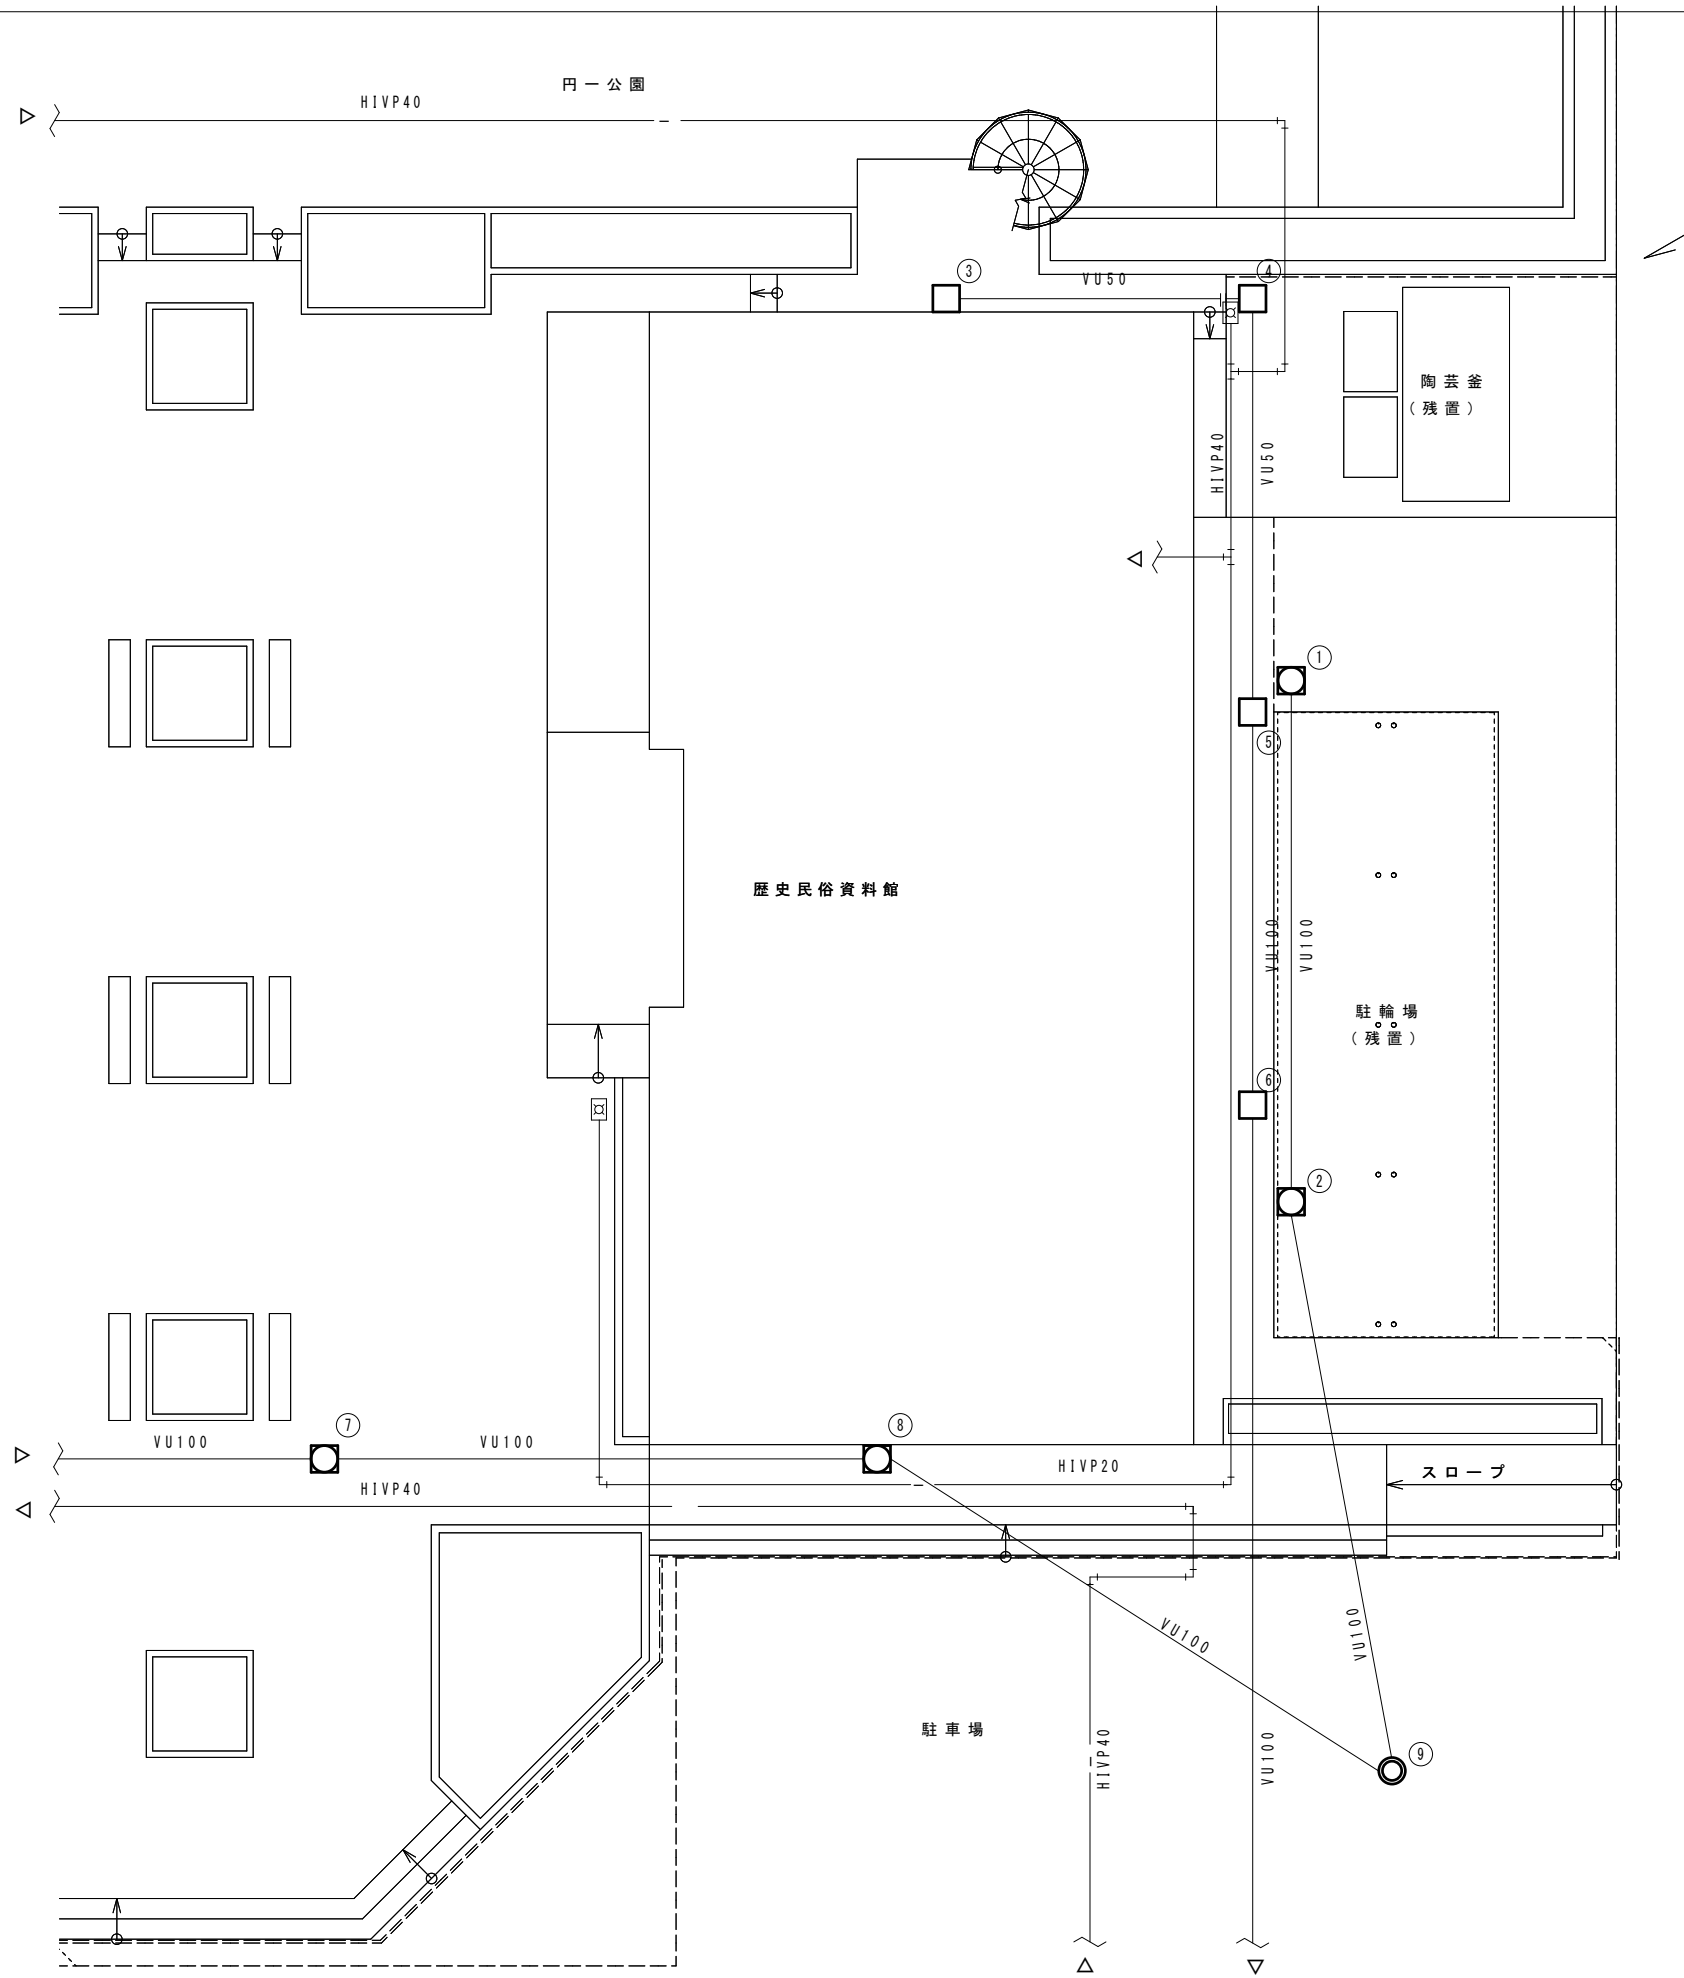 円一公園
HIVP40
③
VU50
④
陶芸釜
(残置)
HIVP40
VU50
①
⑤
歴史民俗資料館
VU100
VU100
駐輪場
(残置)
⑥
②
⑦
⑧
VU100
VU100
HIVP20
スロープ
HIVP40
VU100
VU100
駐車場
HIVP40
VU100
⑨